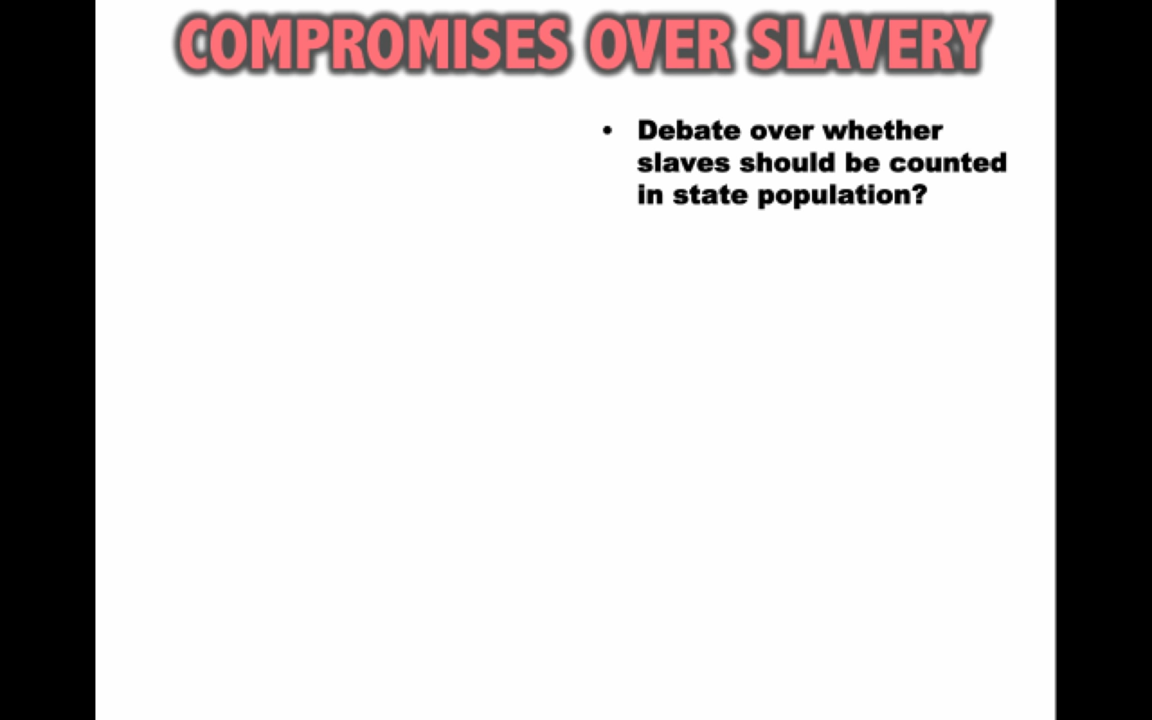 COMPROMISES OVER SLAVERY
• Debate over whether
slaves should be counted
in state population?